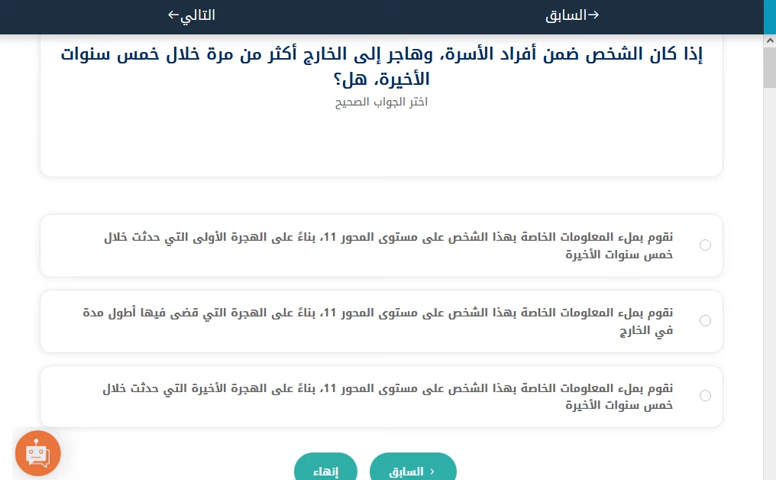 →السابق
التالي←
إذا كان الشخص ضمن أفراد الأسرة، وهاجر إلى الخارج أكثر من مرة خلال خمس سنوات
الأخيرة، هل؟
اختر الجواب الصحيح
نقوم بملء المعلومات الخاصة بهذا الشخص على مستوى المحور 11، بناءً على الهجرة الأولى التي حدثت خلال
خمس سنوات الأخيرة
نقوم بملء المعلومات الخاصة بهذا الشخص على مستوى المحور 11، بناءً على الهجرة التي قضى فيها أطول مدة
في الخارج
نقوم بملء المعلومات الخاصة بهذا الشخص على مستوى المحور 11، بناءً على الهجرة الأخيرة التي حدثت خلال
خمس سنوات الأخيرة
السابق
إنهاء